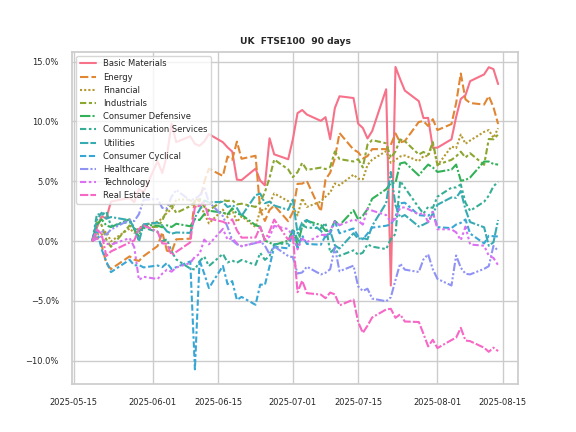 UK  FTSE100  90 days
15.0%
10.0%
5.0%
0.0%
−5.0%
−10.0%
Basic Materials
Energy
Financial
Industrials
Consumer Defensive
Communication Services
Utilities
Consumer Cyclical
Healthcare
Technology
Real Estate
2025-05-15
2025-06-01
2025-06-15
2025-07-01
2025-07-15
2025-08-01
2025-08-15